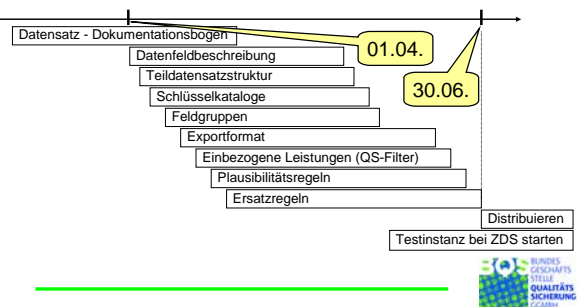 Datensatz - Dokumentationsbogen
01.04.
Datenfeldbeschreibung
30.06.
Teildatensatzstruktur
Schlüsselkataloge
Feldgruppen
Exportformat
Einbezogene Leistungen (QS-Filter)
Plausibilitätsregeln
Ersatzregeln
Distribuieren
Testinstanz bei ZDS starten
BUNDES
GESCHÄFTS
STELLE
QUALITÄTS
SICHERUNG
GGMBH